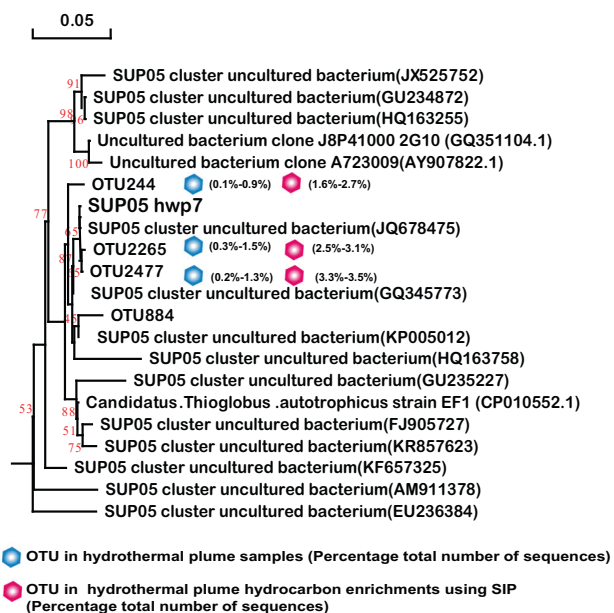 0.05
91
SUP05 cluster uncultured bacterium(JX525752)
SUP05 cluster uncultured bacterium(GU234872)
98
6
SUP05 cluster uncultured bacterium(HQ163255)
Uncultured bacterium clone J8P41000 2G10 (GQ351104.1)
100
Uncultured bacterium clone A723009(AY907822.1)
OTU244 (0.1%-0.9%) (1.6%-2.7%)
SUP05 hwp7
77
65
SUP05 cluster uncultured bacterium(JQ678475)
OTU2265 (0.3%-1.5%) (2.5%-3.1%)
OTU2477 (0.2%-1.3%) (3.3%-3.5%)
SUP05 cluster uncultured bacterium(GQ345773)
OTU884
SUP05 cluster uncultured bacterium(KP005012)
SUP05 cluster uncultured bacterium(HQ163758)
SUP05 cluster uncultured bacterium(GU235227)
Candidatus.Thioglobus .autotrophicus strain EF1 (CP010552.1)
53
88
SUP05 cluster uncultured bacterium(FJ905727)
51
75
SUP05 cluster uncultured bacterium(KR857623)
SUP05 cluster uncultured bacterium(KF657325)
SUP05 cluster uncultured bacterium(AM911378)
SUP05 cluster uncultured bacterium(EU236384)
OTU in hydrothermal plume samples (Percentage total number of sequences)
OTU in hydrothermal plume hydrocarbon enrichments using SIP
(Percentage total number of sequences)